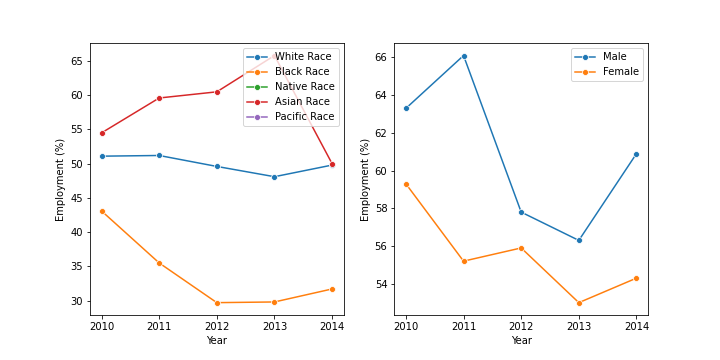 65
60
55
50
45
40
35
30
Employment (%)
2010 2011 2012 2013 2014
Year
White Race
Black Race
Native Race
Asian Race
Pacific Race
66
64
62
60
58
56
54
Employment (%)
2010 2011 2012 2013 2014
Year
Male
Female